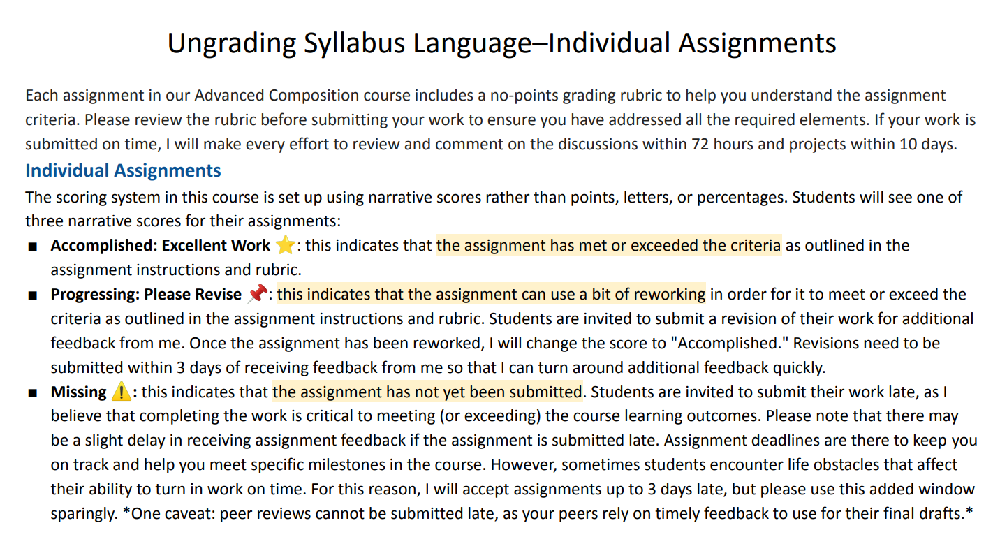 Ungrading Syllabus Language–Individual Assignments
Each assignment in our Advanced Composition course includes a no-points grading rubric to help you understand the assignment
criteria. Please review the rubric before submitting your work to ensure you have addressed all the required elements. If your work is
submitted on time, I will make every effort to review and comment on the discussions within 72 hours and projects within 10 days.
Individual Assignments
The scoring system in this course is set up using narrative scores rather than points, letters, or percentages. Students will see one of
three narrative scores for their assignments:
▪ Accomplished: Excellent Work ⭐: this indicates that the assignment has met or exceeded the criteria as outlined in the
assignment instructions and rubric.
▪ Progressing: Please Revise 📌: this indicates that the assignment can use a bit of reworking in order for it to meet or exceed the
criteria as outlined in the assignment instructions and rubric. Students are invited to submit a revision of their work for additional
feedback from me. Once the assignment has been reworked, I will change the score to "Accomplished." Revisions need to be
submitted within 3 days of receiving feedback from me so that I can turn around additional feedback quickly.
▪ Missing ⚠️: this indicates that the assignment has not yet been submitted. Students are invited to submit their work late, as I
believe that completing the work is critical to meeting (or exceeding) the course learning outcomes. Please note that there may
be a slight delay in receiving assignment feedback if the assignment is submitted late. Assignment deadlines are there to keep you
on track and help you meet specific milestones in the course. However, sometimes students encounter life obstacles that affect
their ability to turn in work on time. For this reason, I will accept assignments up to 3 days late, but please use this added window
sparingly. *One caveat: peer reviews cannot be submitted late, as your peers rely on timely feedback to use for their final drafts.*